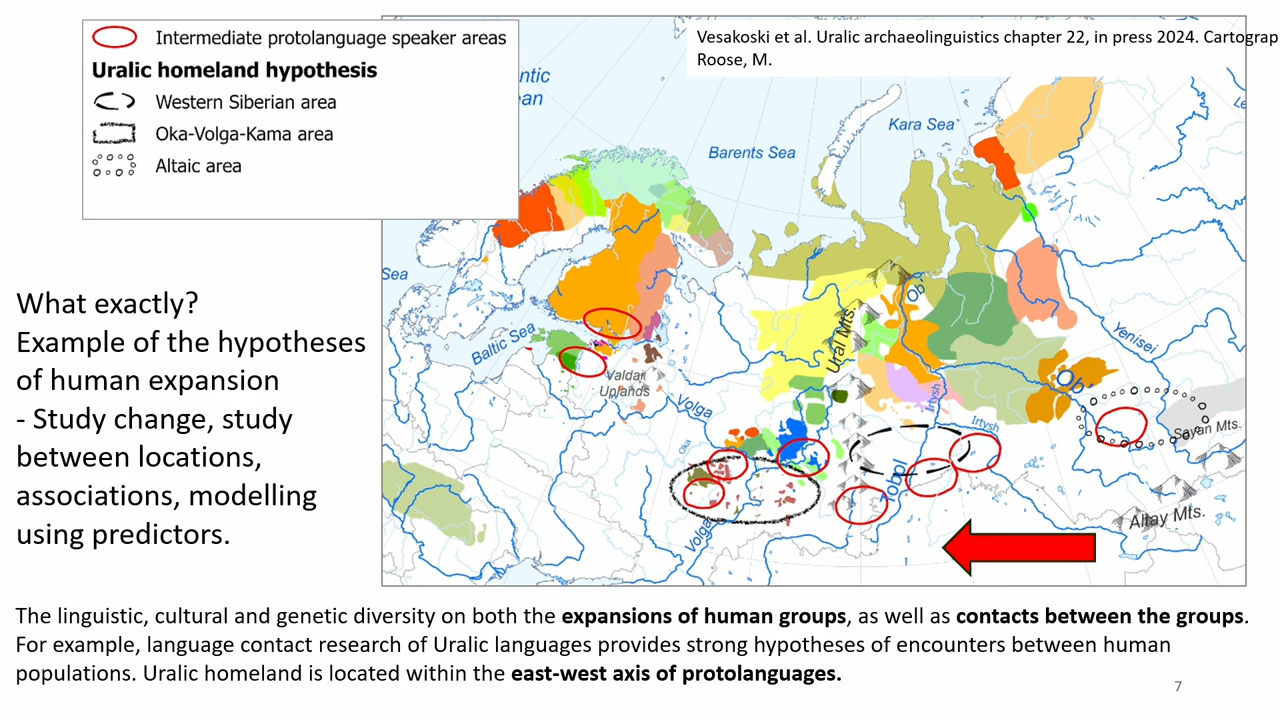 Intermediate protolanguage speaker areas
Uralic homeland hypothesis
Western Siberian area
Oka-Volga-Kama area
Altaic area
Vesakoski et al. Uralic archaeolinguistics chapter 22, in press 2024. Cartograp
Roose, M.
ntic
ean
Kara Sea
Barents Sea
Le
Sea
Baltic Sea
Valdai
Uplands
Volga
Oka
Volga
Ural Mts.
Ob
Yenisei
Ob
Irtysh
Irtysh
Tobol
Sayan Mts.
Altay Mts.
What exactly?
Example of the hypotheses
of human expansion
- Study change, study
between locations,
associations, modelling
using predictors.
The linguistic, cultural and genetic diversity on both the expansions of human groups, as well as contacts between the groups.
For example, language contact research of Uralic languages provides strong hypotheses of encounters between human
populations. Uralic homeland is located within the east-west axis of protolanguages.
7